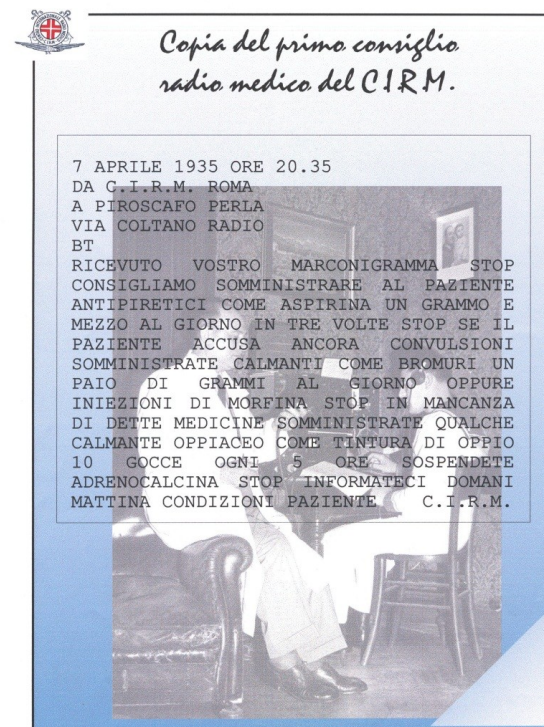 Copia del primo consiglio
radio medico del C.I.R.M.
7 APRILE 1935 ORE 20.35
DA C.I.R.M. ROMA
A PIROSCAFO PERLA
VIA COLTANO RADIO
BT
RICEVUTO VOSTRO MARCONIGRAMMA STOP
CONSIGLIAMO SOMMINISTRARE AL PAZIENTE
ANTIPIRETICI COME ASPIRINA UN GRAMMO E
MEZZO AL GIORNO IN TRE VOLTE STOP SE IL
PAZIENTE ACCUSA ANCORA CONVULSIONI
SOMMINISTRATE CALMANTI COME BROMURI UN
PAIO DI GRAMMI AL GIORNO OPPURE
INIEZIONI DI MORFINA STOP IN MANCANZA
DI DETTE MEDICINE SOMMINISTRATE QUALCHE
CALMANTE OPPIACEO COME TINTURA DI OPPIO
10 GOCCE OGNI 5 ORE SOSPENDETE
ADRENOCALCINA STOP INFORMATECI DOMANI
MATTINA CONDIZIONI PAZIENTE C.I.R.M.